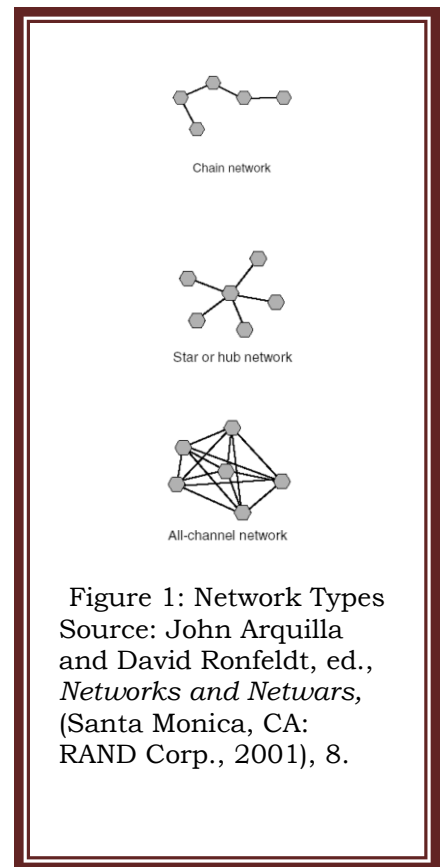 Chain network
Star or hub network
All-channel network
Figure 1: Network Types
Source: John Arquilla
and David Ronfeldt, ed.,
Networks and Netwars,
(Santa Monica, CA:
RAND Corp., 2001), 8.